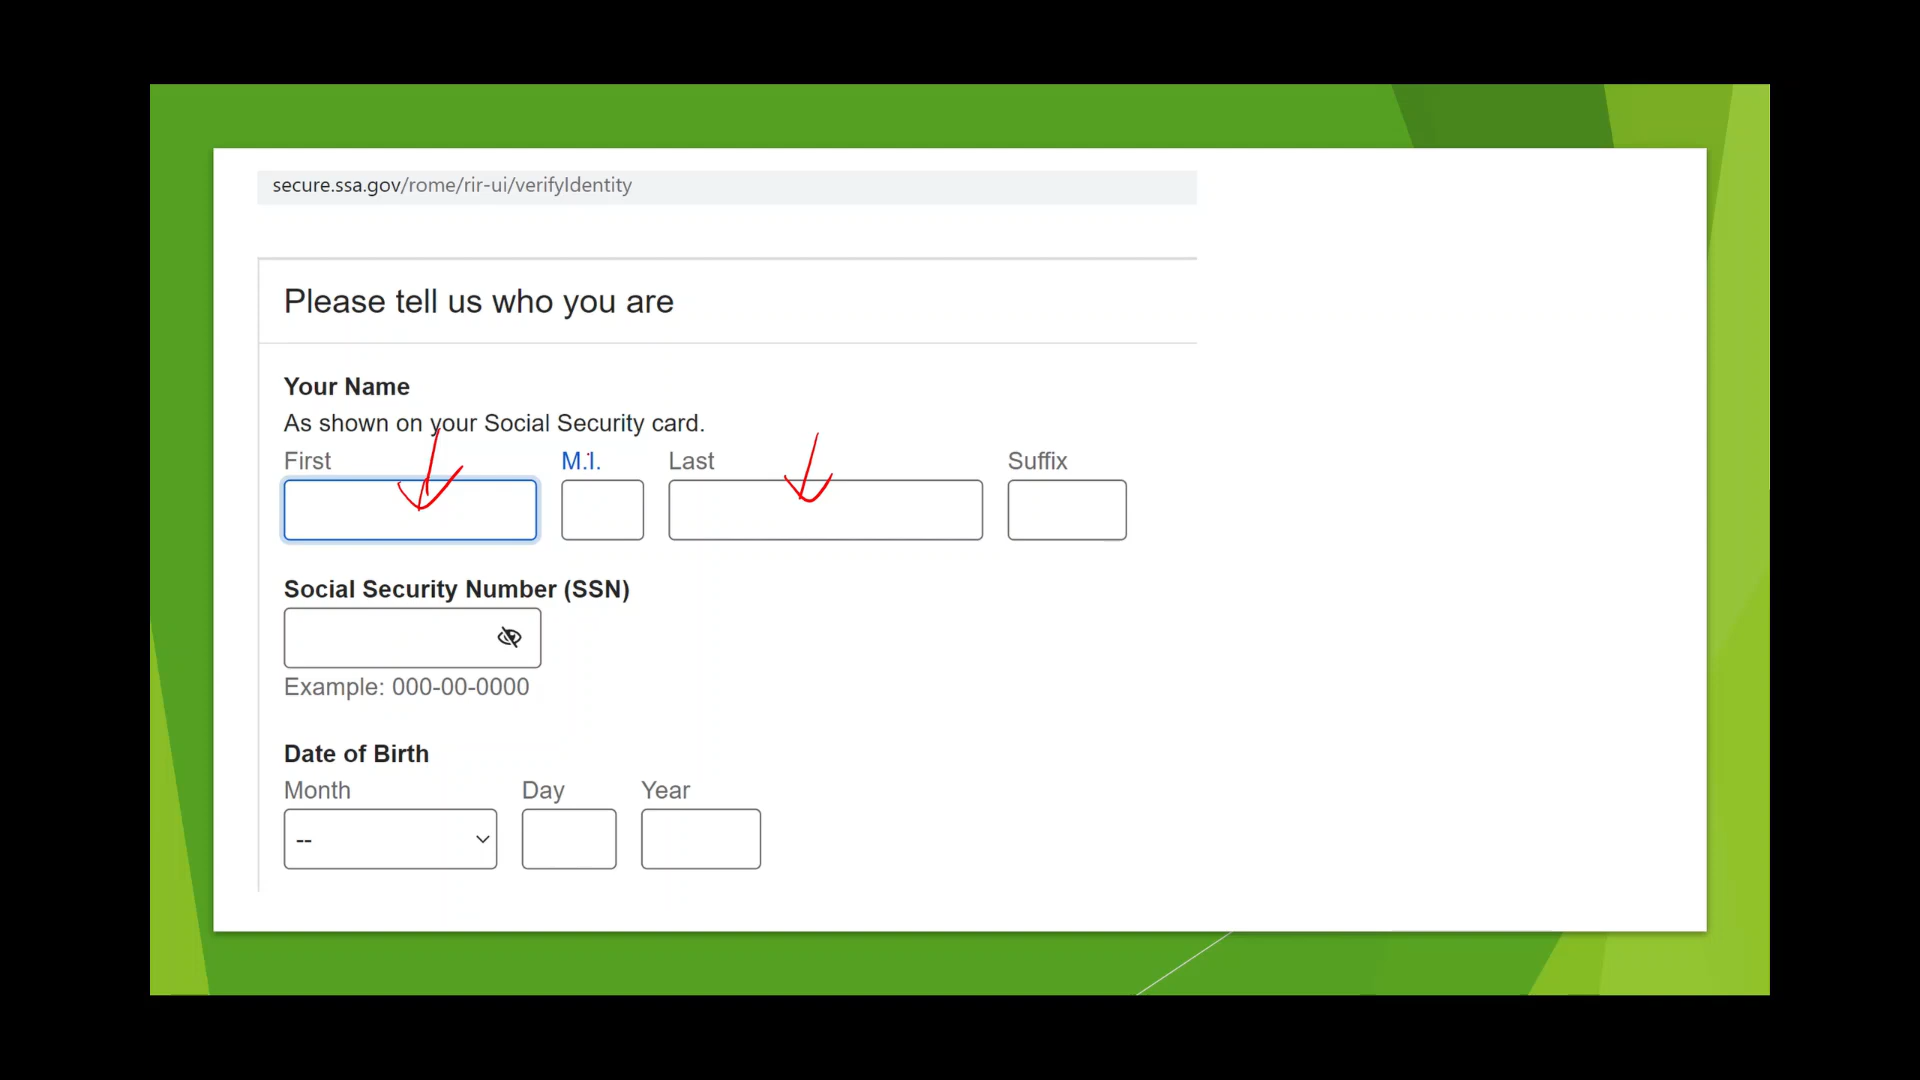 secure.ssa.gov/rome/rir-ui/verifyIdentity
Please tell us who you are
Your Name
As shown on your Social Security card.
First M.I. Last Suffix
Social Security Number (SSN)
Example: 000-00-0000
Date of Birth
Month Day Year
--